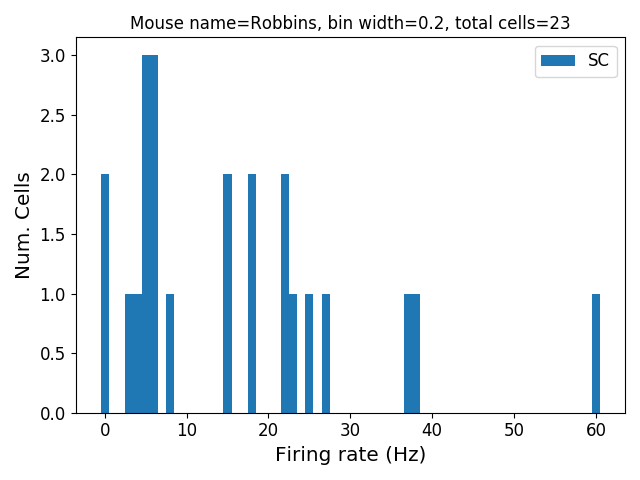 Mouse name=Robbins, bin width=0.2, total cells=23
SC
3.0
2.5
2.0
1.5
1.0
0.5
0.0
Num. Cells
0 10 20 30 40 50 60
Firing rate (Hz)